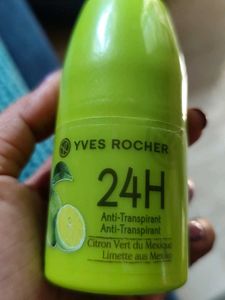 YVES ROCHER
24H
Anti-Transpirant
Anti-Transpirant
Citron Vert du Mexique
Limette aus Mexiko